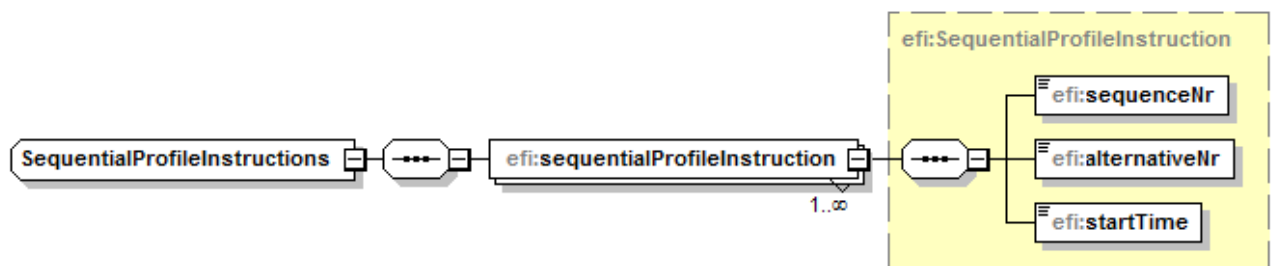 efi:SequentialProfileInstruction
efi:sequenceNr
SequentialProfileInstructions
efi:sequentialProfileInstruction
efi:alternativeNr
1..∞
efi:startTime